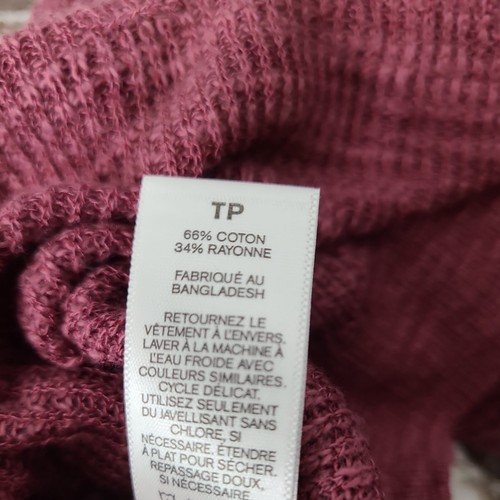 TP
66% COTON
34% RAYONNE
FABRIQUÉ AU
BANGLADESH
RETOURNEZ LE
VÊTEMENT À L'ENVERS.
LAVER À LA MACHINE À
L'EAU FROIDE AVEC
COULEURS SIMILAIRES.
CYCLE DÉLICAT.
UTILISEZ SEULEMENT
DU JAVELLISANT SANS
CHLORE, SI
NÉCESSAIRE. ÉTENDRE
À PLAT POUR SÉCHER.
REPASSAGE DOUX,
SI NÉCESSAIRE